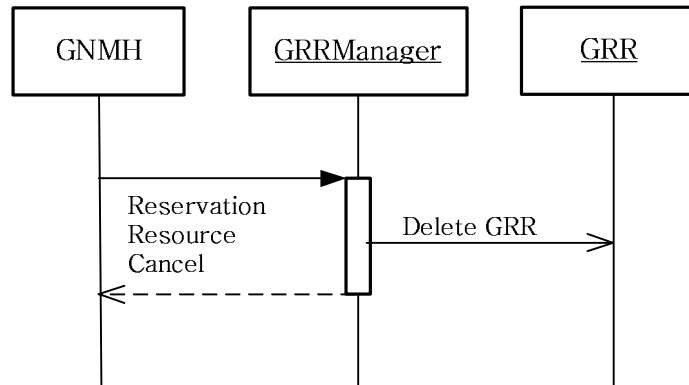 GNMH
GRRManager
GRR
Reservation
Resource
Cancel
Delete GRR